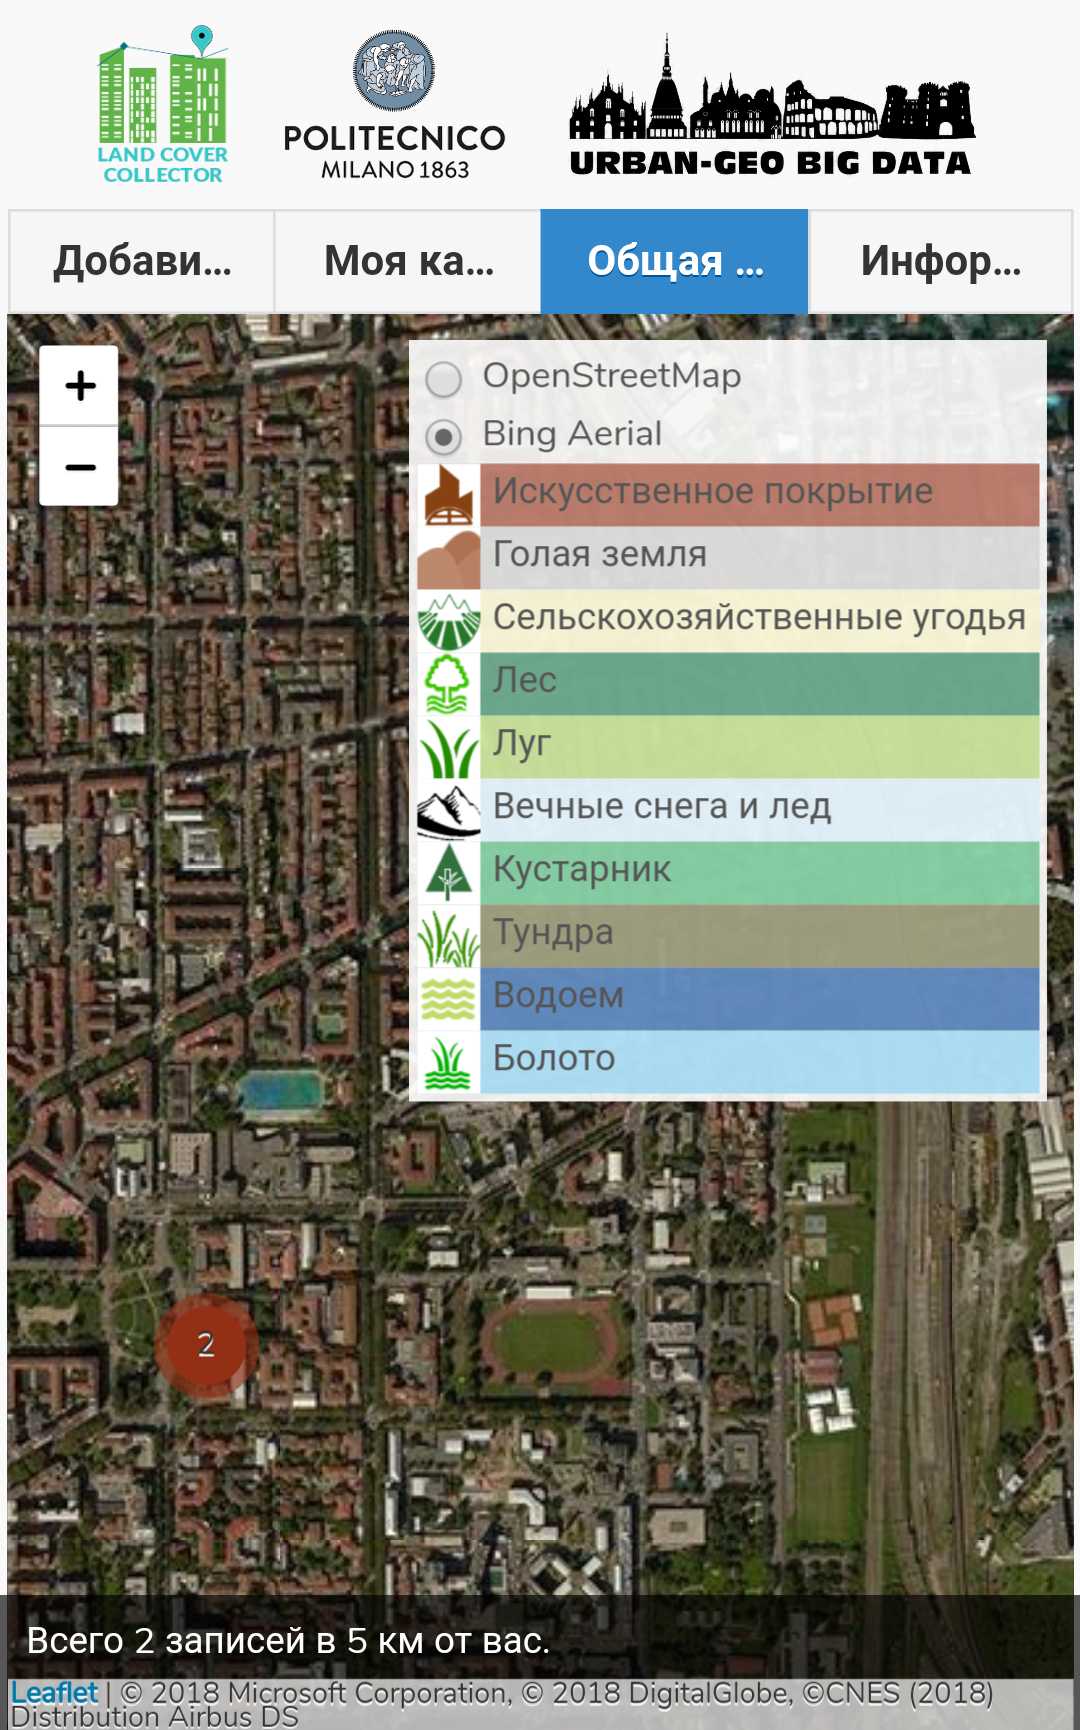 LAND COVER
COLLECTOR
POLITECNICO
MILANO 1863
URBAN-GEO BIG DATA
Добави...
Моя ка...
Общая ...
Инфор...
+
−
OpenStreetMap
Bing Aerial
Искусственное покрытие
Голая земля
Сельскохозяйственные угодья
Лес
Луг
Вечные снега и лед
Кустарник
Тундра
Водоем
Болото
2
Всего 2 записей в 5 км от вас.
Leaflet | © 2018 Microsoft Corporation, © 2018 DigitalGlobe, ©CNES (2018)
Distribution Airbus DS